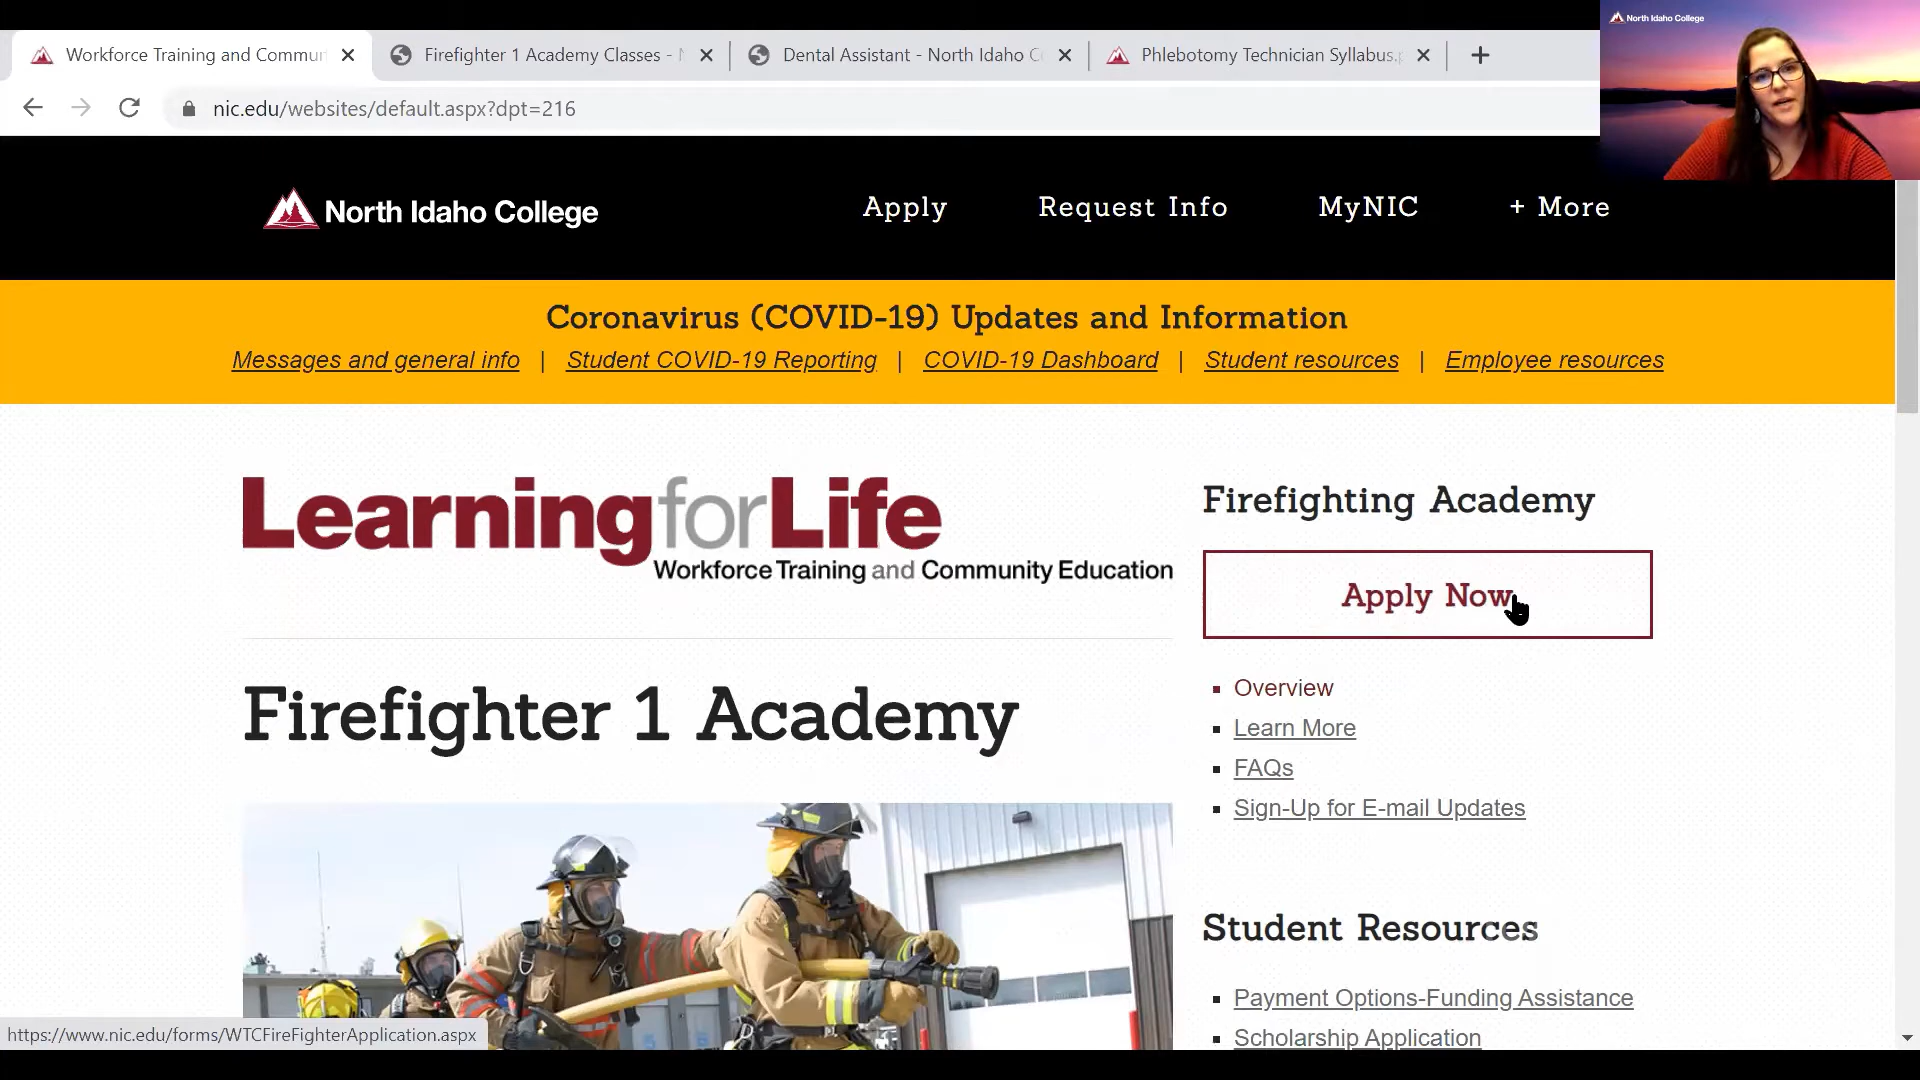 Workforce Training and Commun
Firefighter 1 Academy Classes -
Dental Assistant - North Idaho C
Phlebotomy Technician Syllabus.p
nic.edu/websites/default.aspx?dpt=216
North Idaho College
North Idaho College
Apply
Request Info
MyNIC
+ More
Coronavirus (COVID-19) Updates and Information
Messages and general info | Student COVID-19 Reporting | COVID-19 Dashboard | Student resources | Employee resources
LearningforLife
Workforce Training and Community Education
Firefighting Academy
Apply Now
Overview
Learn More
FAQs
Sign-Up for E-mail Updates
Firefighter 1 Academy
Student Resources
Payment Options-Funding Assistance
Scholarship Application
https://www.nic.edu/forms/WTCFireFighterApplication.aspx